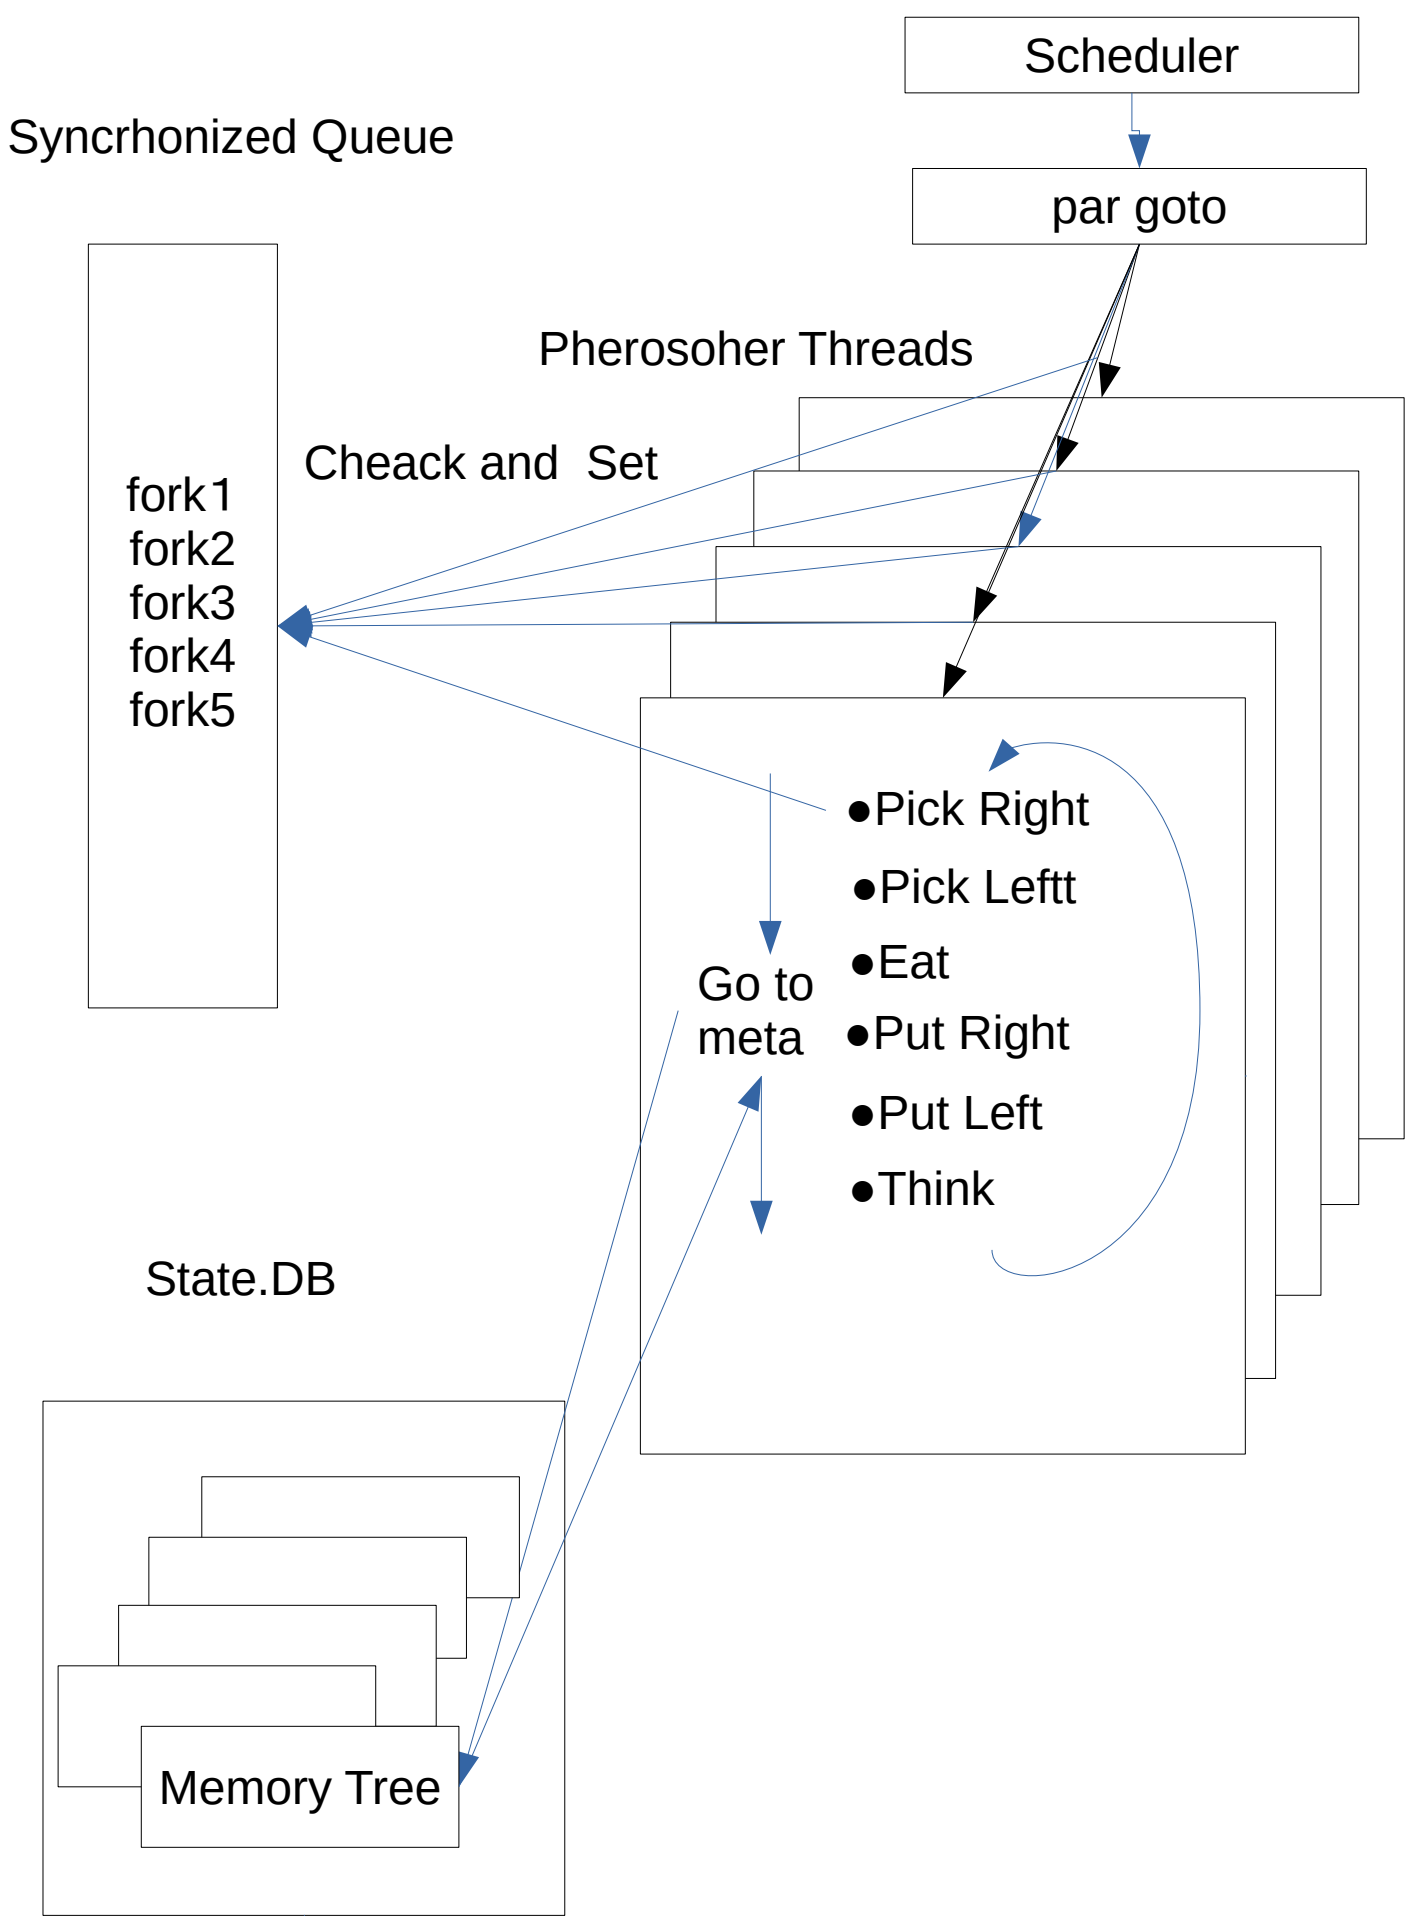 Scheduler
Syncrhonized Queue
par goto
Pherosoher Threads
Cheack and  Set
fork1
fork2
fork3
fork4
fork5
●Pick Right
●Pick Leftt
●Eat
Go to
meta
●Put Right
●Put Left
●Think
State.DB
Memory Tree